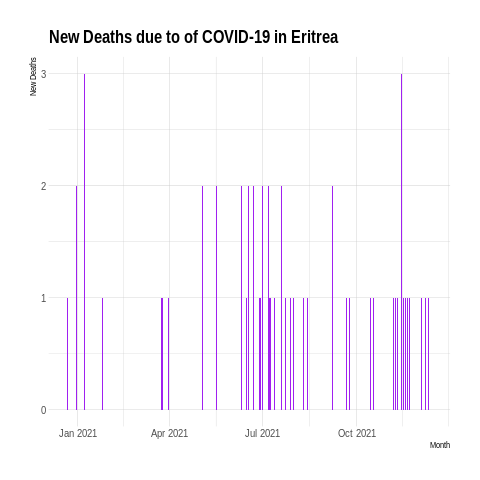 New Deaths due to of COVID-19 in Eritrea
New Deaths
3
2
1
0
Jan 2021 Apr 2021 Jul 2021 Oct 2021
Month